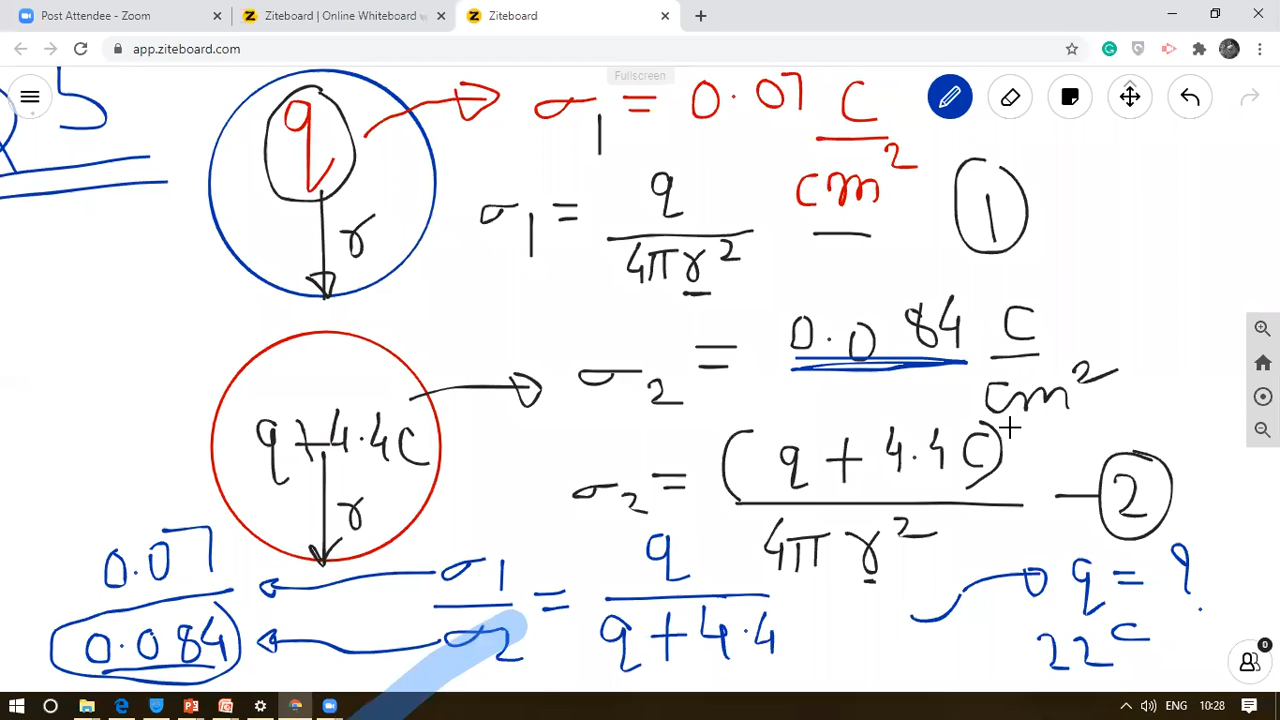 Post Attendee - Zoom
Ziteboard | Online Whiteboard w
Ziteboard
app.ziteboard.com
Fullscreen
5
q
r
σ₁ = 0.07 C/cm²
σ₁ = q/4πr²
1
σ₂ = 0.084 C/cm²
q+4.4C
r
σ₂ = (q + 4.4C)/4πr² — 2
0.07/0.084
σ₁/σ₂ = q/q+4.4
q = ?
22C
0
ENG
10:28